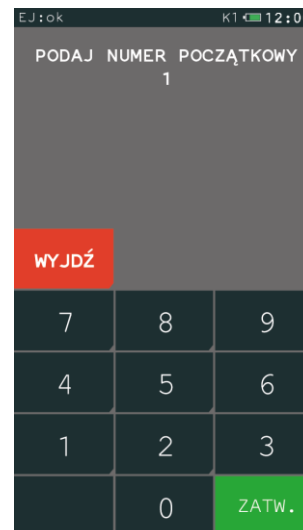 EJ:ok K1 12:0
PODAJ NUMER POCZĄTKOWY
1
WYJDŹ
7 8 9
4 5 6
1 2 3
0 ZATW.